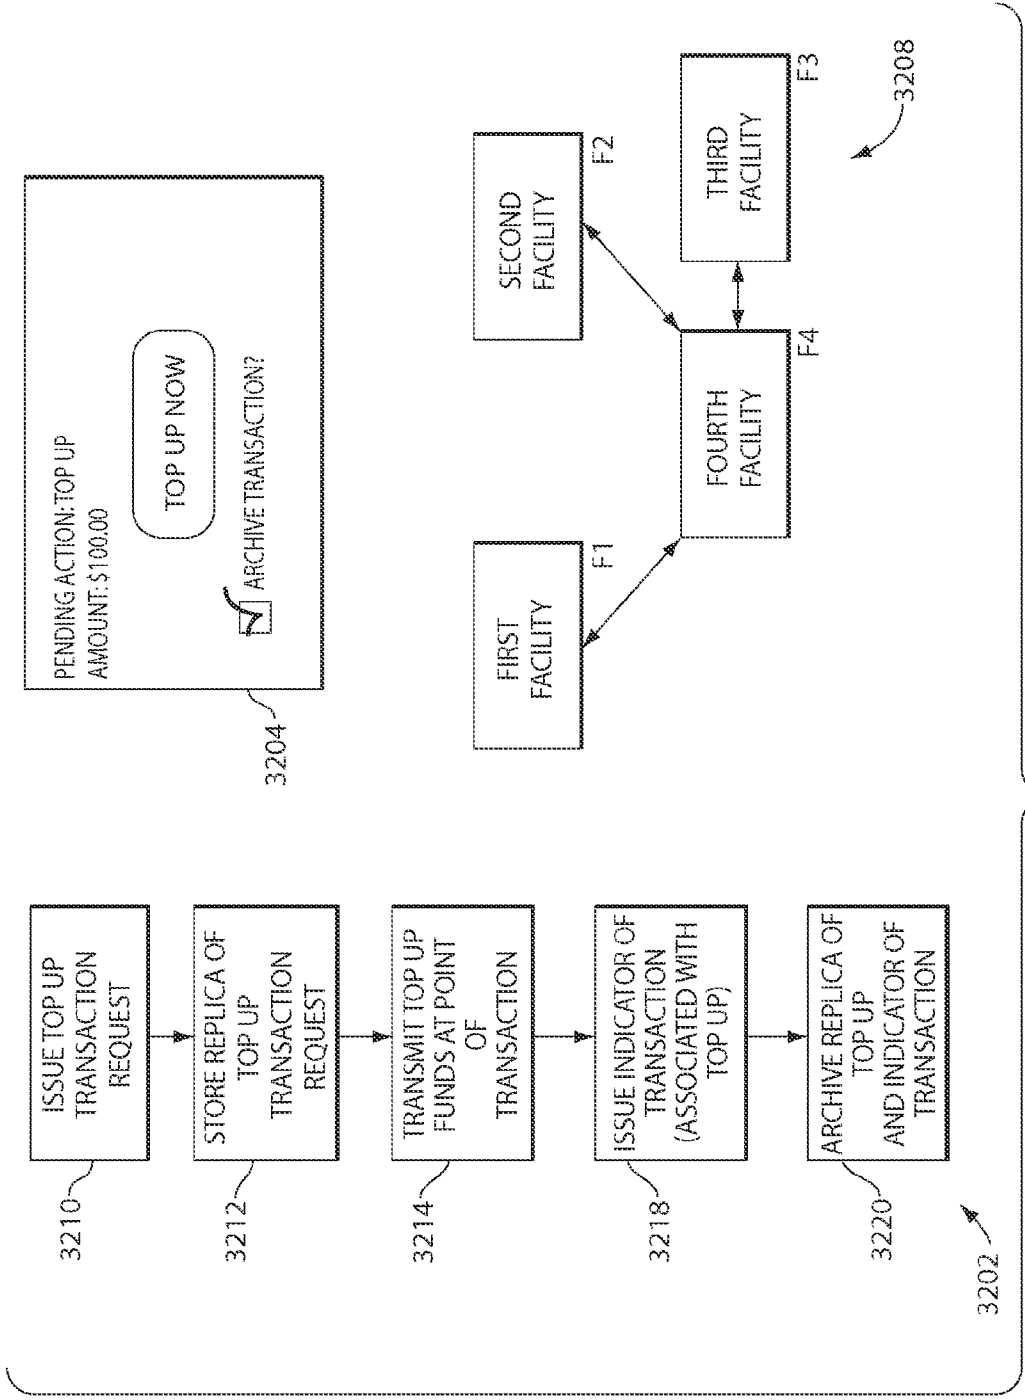 ISSUE TOP UP
TRANSACTION
REQUEST
3210
STORE REPLICA OF
TOP UP
TRANSACTION
REQUEST
3212
TRANSMIT TOP UP
FUNDS AT POINT
OF
TRANSACTION
3214
ISSUE INDICATOR OF
TRANSACTION
(ASSOCIATED WITH
TOP UP)
3218
ARCHIVE REPLICA OF
TOP UP
AND INDICATOR OF
TRANSACTION
3220
3202
PENDING ACTION: TOP UP
AMOUNT: $100.00
TOP UP NOW
ARCHIVE TRANSACTION?
3204
FIRST
FACILITY
F1
SECOND
FACILITY
F2
FOURTH
FACILITY
F4
THIRD
FACILITY
F3
3208